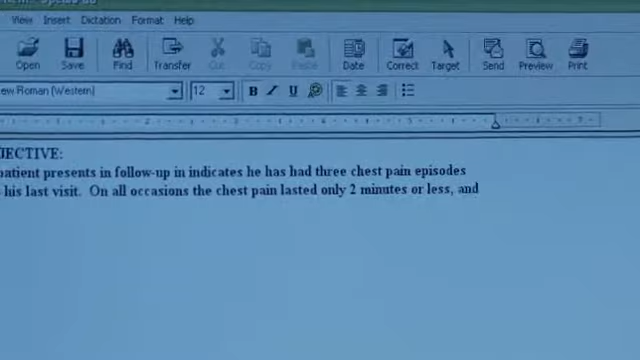 View Insert Dictation Format Help
Open Save Find Transfer Cut Copy Paste Date Correct Target Send Preview Print
ew Roman (Western) 12 B I U
JECTIVE:
patient presents in follow-up in indicates he has had three chest pain episodes
his last visit. On all occasions the chest pain lasted only 2 minutes or less, and